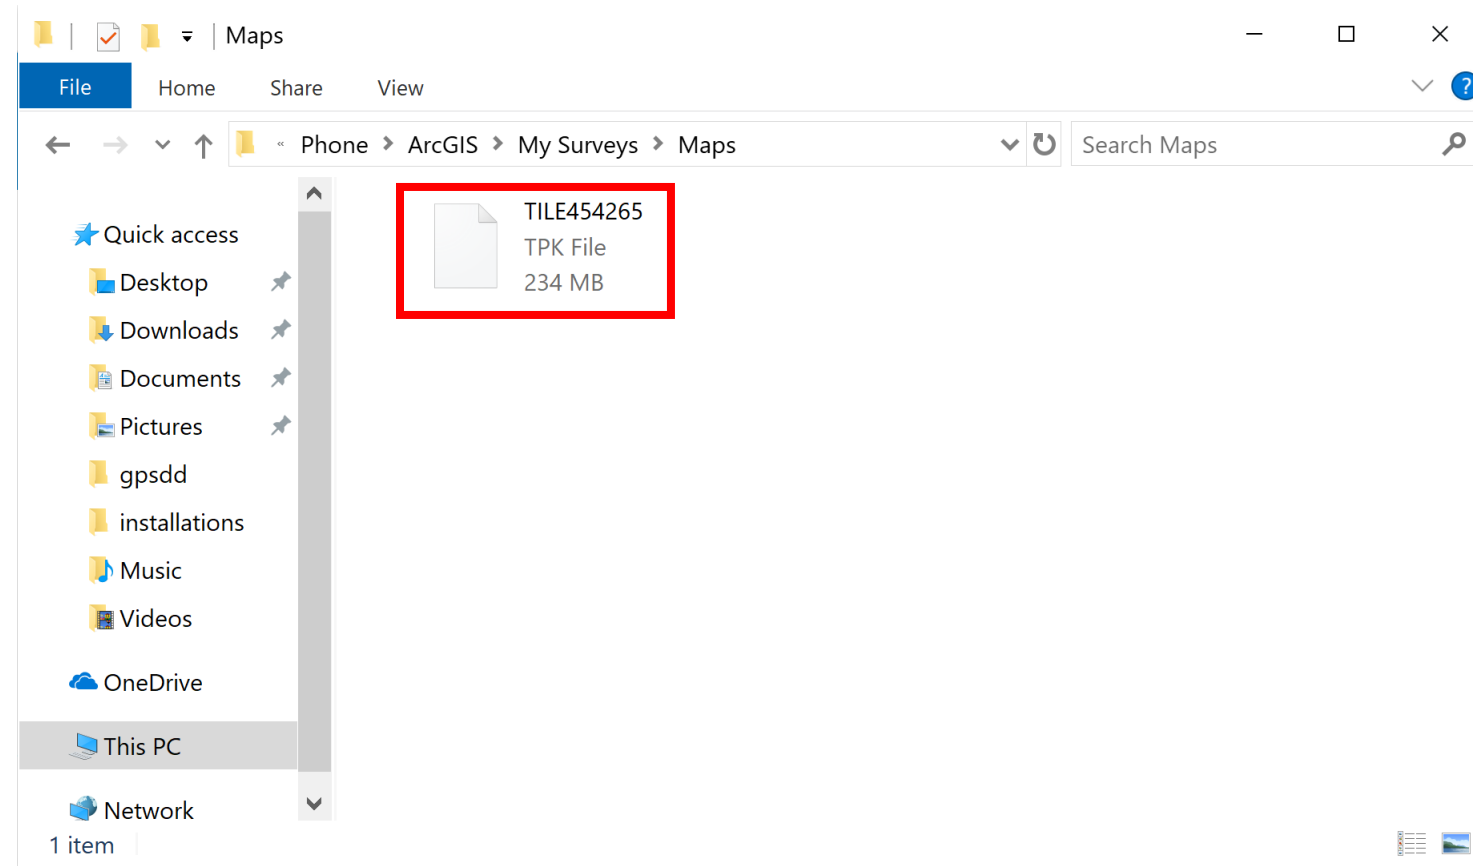 Maps
File Home Share View
« Phone > ArcGIS > My Surveys > Maps
Search Maps
?
TILE454265
TPK File
234 MB
Quick access
Desktop
Downloads
Documents
Pictures
gpsdd
installations
Music
Videos
OneDrive
This PC
Network
1 item